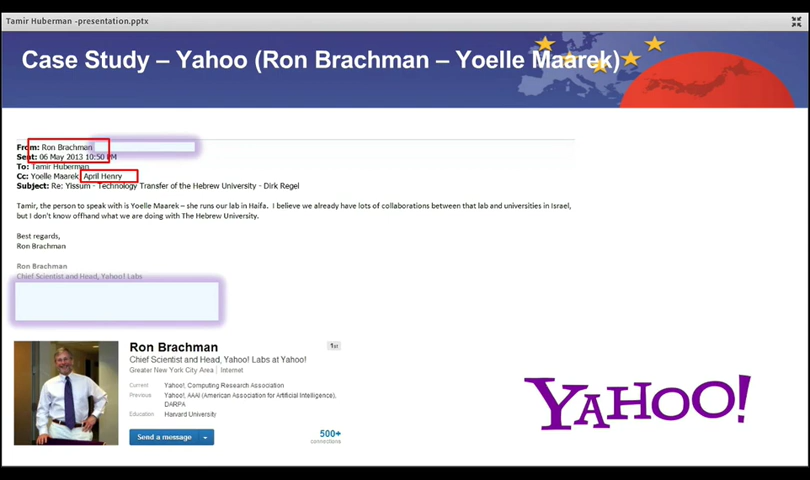 Tamir Huberman -presentation.pptx
Case Study – Yahoo (Ron Brachman – Yoelle Maarek)
From: Ron Brachman
Sent: 06 May 2013 10:50 PM
To: Tamir Huberman
Cc: Yoelle Maarek; April Henry
Subject: Re: Yissum - Technology Transfer of the Hebrew University - Dirk Regel
Tamir, the person to speak with is Yoelle Maarek – she runs our lab in Haifa. I believe we already have lots of collaborations between that lab and universities in Israel,
but I don't know offhand what we are doing with The Hebrew University.
Best regards,
Ron Brachman
Ron Brachman
Chief Scientist and Head, Yahoo! Labs
Ron Brachman 1st
Chief Scientist and Head, Yahoo! Labs at Yahoo!
Greater New York City Area | Internet
Current Yahoo!, Computing Research Association
Previous Yahoo!, AAAI (American Association for Artificial Intelligence),
DARPA
Education Harvard University
Send a message
500+
connections
YAHOO!